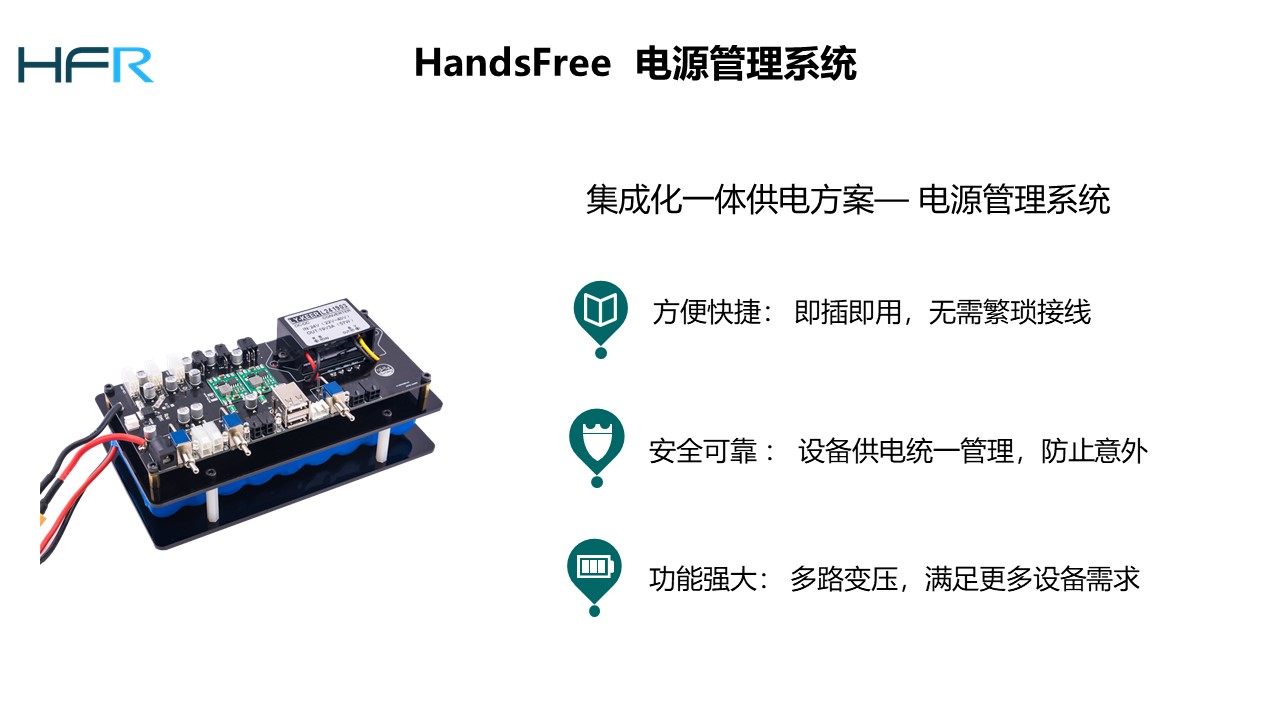 HFR
HandsFree 电源管理系统
集成化一体供电方案— 电源管理系统
方便快捷： 即插即用，无需繁琐接线
安全可靠 ： 设备供电统一管理，防止意外
功能强大： 多路变压，满足更多设备需求